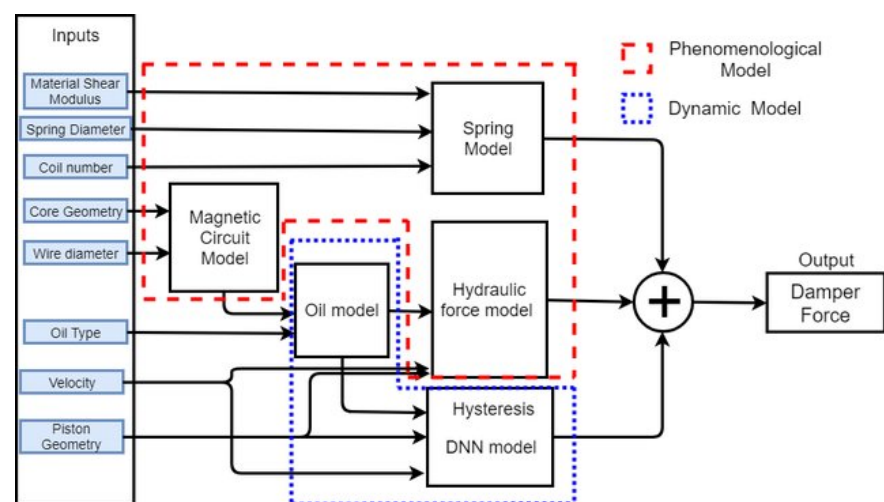 Inputs
Material Shear
Modulus
Spring Diameter
Coil number
Core Geometry
Wire diameter
Oil Type
Velocity
Piston
Geometry
Magnetic
Circuit
Model
Oil model
Spring
Model
Hydraulic
force model
Hysteresis
DNN model
+
Output
Damper
Force
Phenomenological
Model
Dynamic Model